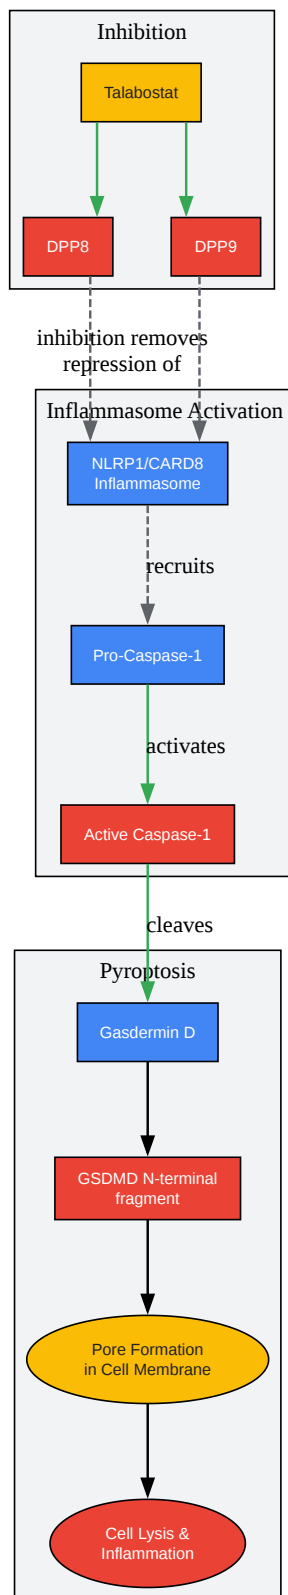 Inhibition
Talabostat
DPP8
DPP9
inhibition removes
repression of
Inflammasome Activation
NLRP1/CARD8
Inflammasome
recruits
Pro-Caspase-1
activates
Active Caspase-1
cleaves
Pyroptosis
Gasdermin D
GSDMD N-terminal
fragment
Pore Formation
in Cell Membrane
Cell Lysis &
Inflammation